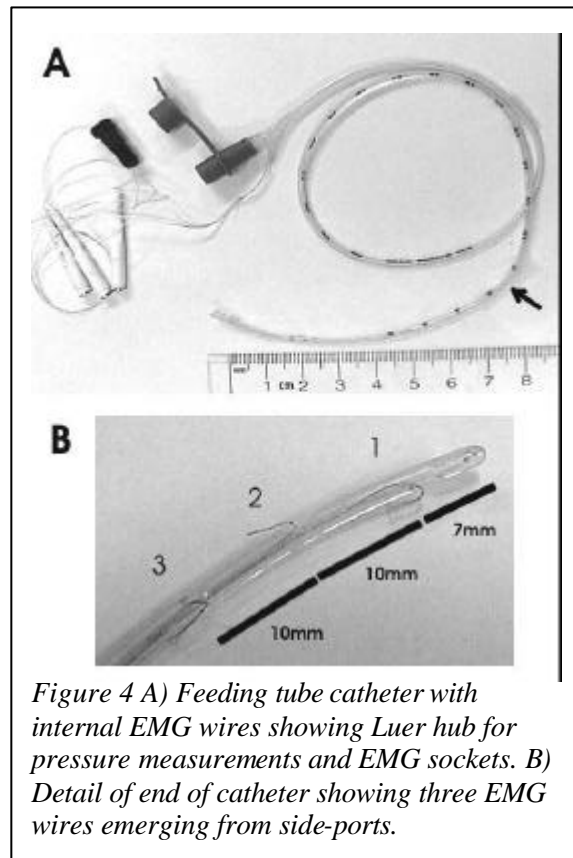 A
1 cm 2 3 4 5 6 7 8
B
1
2
3
7mm
10mm
10mm
Figure 4 A) Feeding tube catheter with
internal EMG wires showing Luer hub for
pressure measurements and EMG sockets. B)
Detail of end of catheter showing three EMG
wires emerging from side-ports.